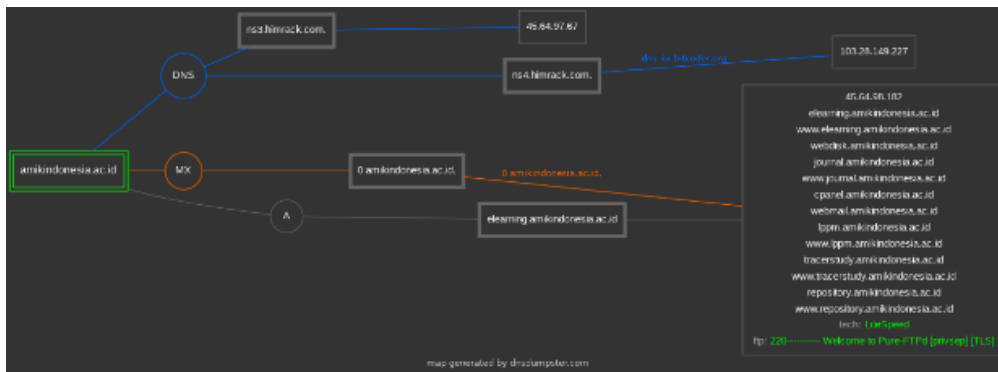 ns3.himrack.com.
45.64.97.67
103.28.149.227
DNS
ns4.himrack.com.
45.64.98.182
elearning.amikindonesia.ac.id
www.elearning.amikindonesia.ac.id
webdisk.amikindonesia.ac.id
journal.amikindonesia.ac.id
www.journal.amikindonesia.ac.id
cpanel.amikindonesia.ac.id
webmail.amikindonesia.ac.id
lppm.amikindonesia.ac.id
www.lppm.amikindonesia.ac.id
tracerstudy.amikindonesia.ac.id
www.tracerstudy.amikindonesia.ac.id
repository.amikindonesia.ac.id
www.repository.amikindonesia.ac.id
tech: LiteSpeed
ftp: 220---------- Welcome to Pure-FTPd [privsep] [TLS]
amikindonesia.ac.id
MX
0 amikindonesia.ac.id.
0 amikindonesia.ac.id.
A
elearning.amikindonesia.ac.id
map generated by dnsdumpster.com